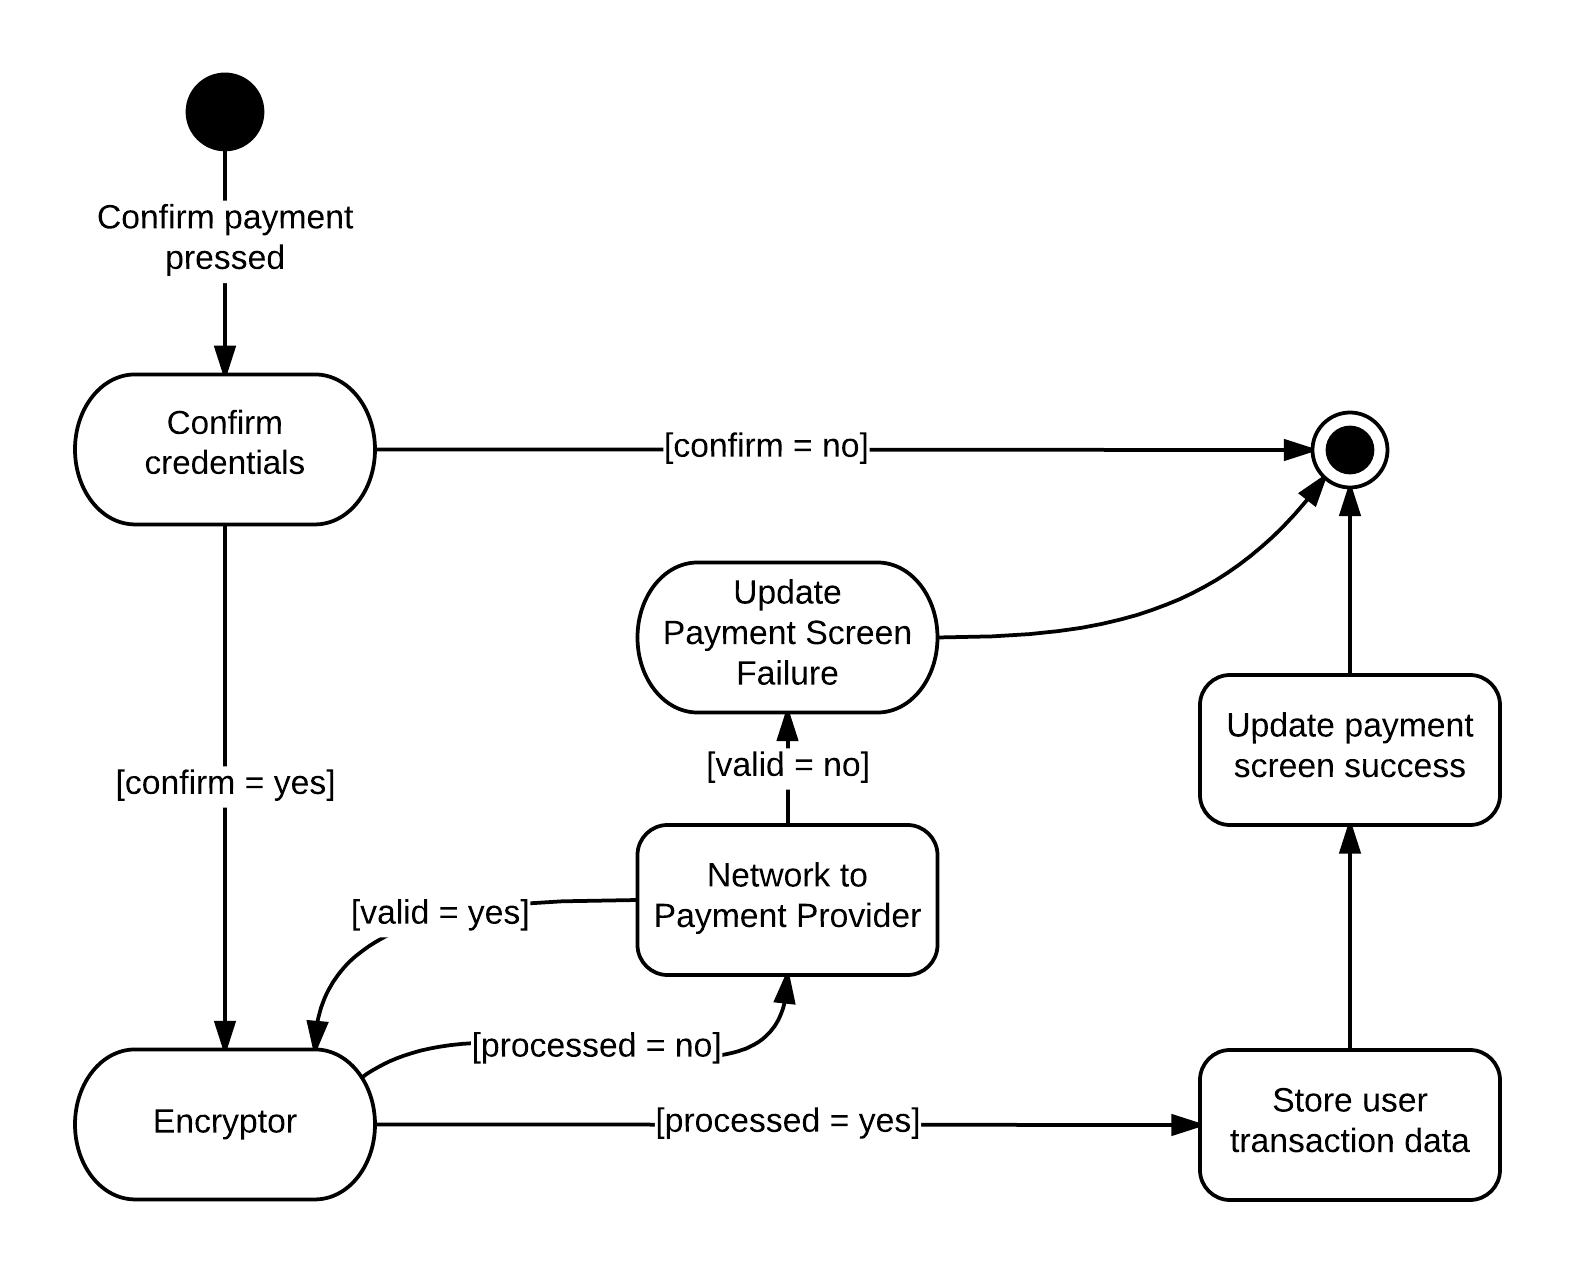 Confirm payment
pressed
Confirm
credentials
[confirm = no]
Update
Payment Screen
Failure
Update payment
screen success
[valid = no]
[confirm = yes]
Network to
Payment Provider
[valid = yes]
[processed = no]
Encryptor
[processed = yes]
Store user
transaction data